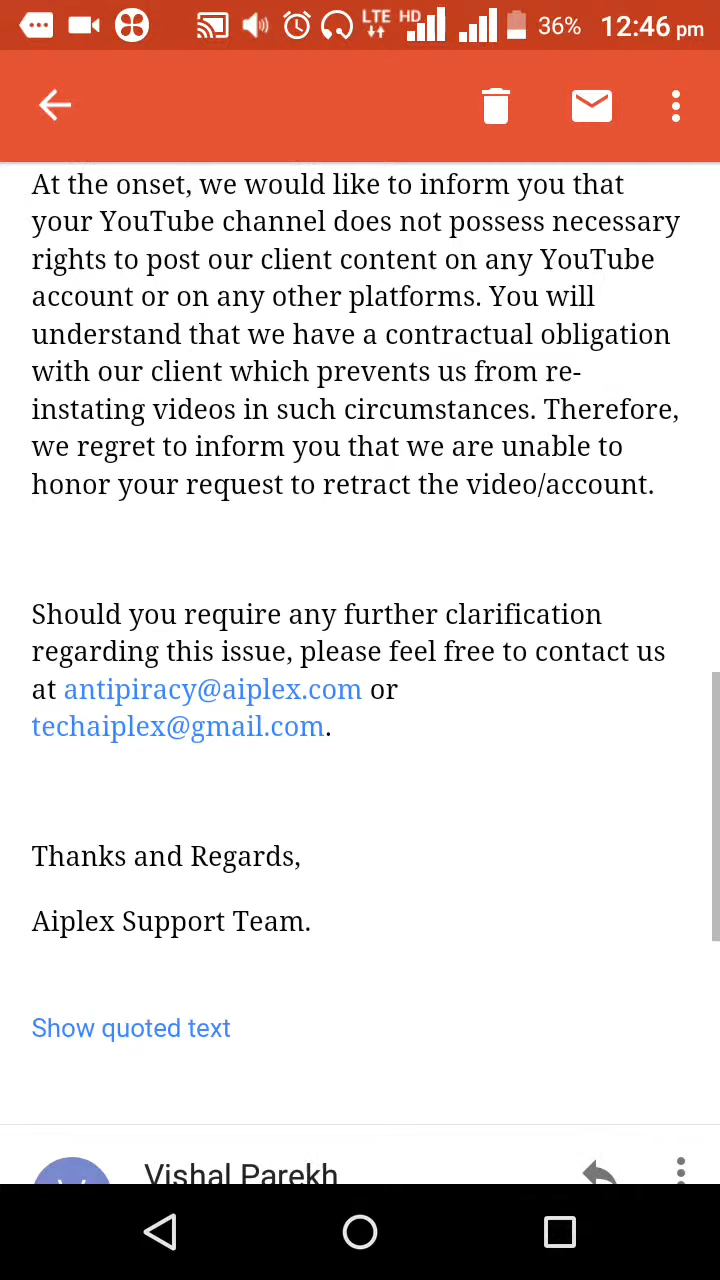 LTE HD 36% 12:46 pm
At the onset, we would like to inform you that
your YouTube channel does not possess necessary
rights to post our client content on any YouTube
account or on any other platforms. You will
understand that we have a contractual obligation
with our client which prevents us from re-
instating videos in such circumstances. Therefore,
we regret to inform you that we are unable to
honor your request to retract the video/account.
Should you require any further clarification
regarding this issue, please feel free to contact us
at antipiracy@aiplex.com or
techaiplex@gmail.com.
Thanks and Regards,
Aiplex Support Team.
Show quoted text
Vishal Parekh